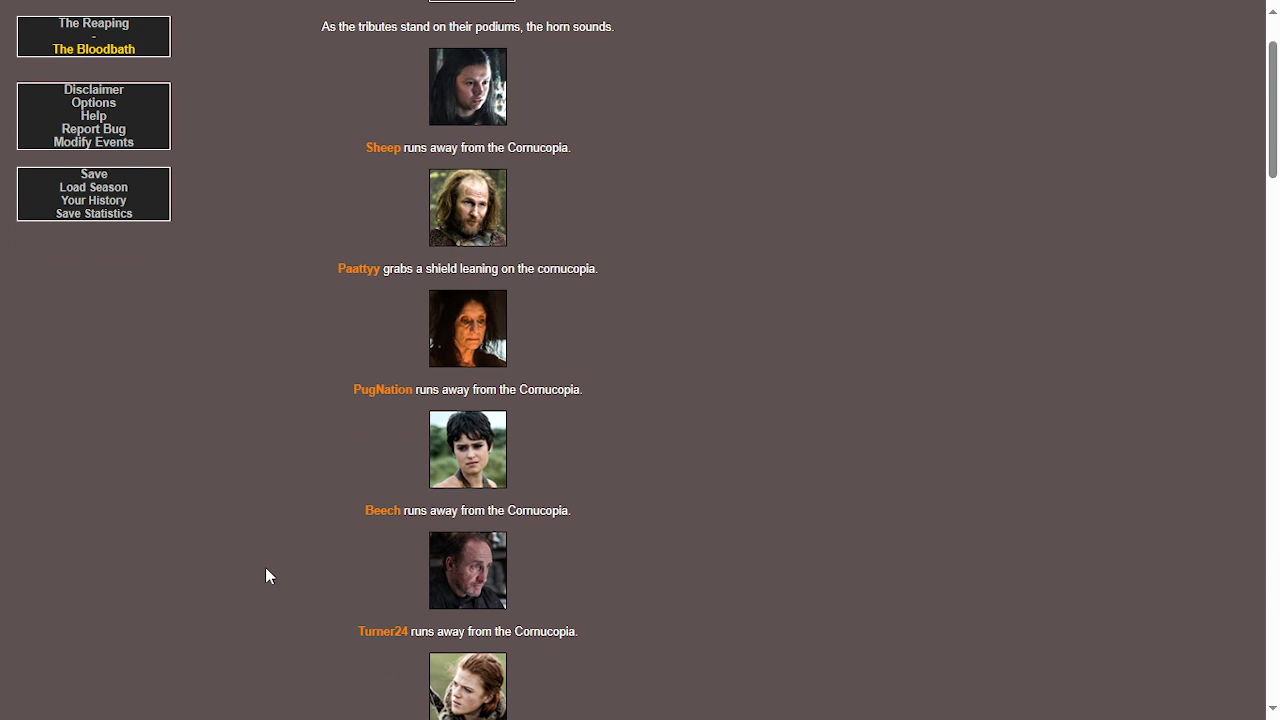 The Reaping
-
The Bloodbath
Disclaimer
Options
Help
Report Bug
Modify Events
Save
Load Season
Your History
Save Statistics
As the tributes stand on their podiums, the horn sounds.
Sheep runs away from the Cornucopia.
Paattyy grabs a shield leaning on the cornucopia.
PugNation runs away from the Cornucopia.
Beech runs away from the Cornucopia.
Turner24 runs away from the Cornucopia.